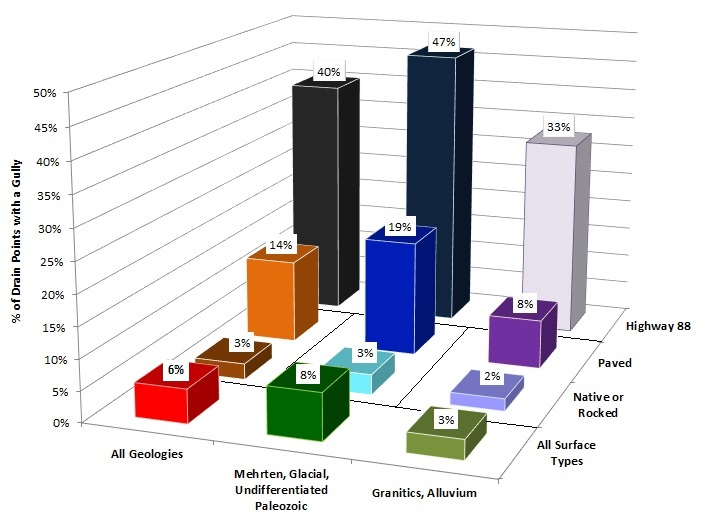 47%
40%
50%
45%
33%
40%
35%
30%
19%
25%
14%
20%
8%
15%
Highway 88
10%
3%
3%
Paved
6%
8%
2%
5%
Native or
Rocked
0%
3%
All Surface
Types
All Geologies
Mehrten, Glacial,
Undifferentiated
Paleozoic
Granitics, Alluvium
% of Drain Points with a Gully